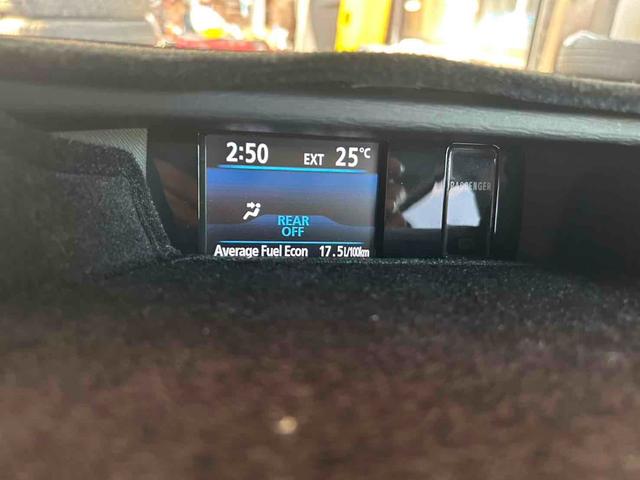 2:50 EXT 25°C
REAR
OFF
Average Fuel Econ 17.5l/100km
PASSENGER